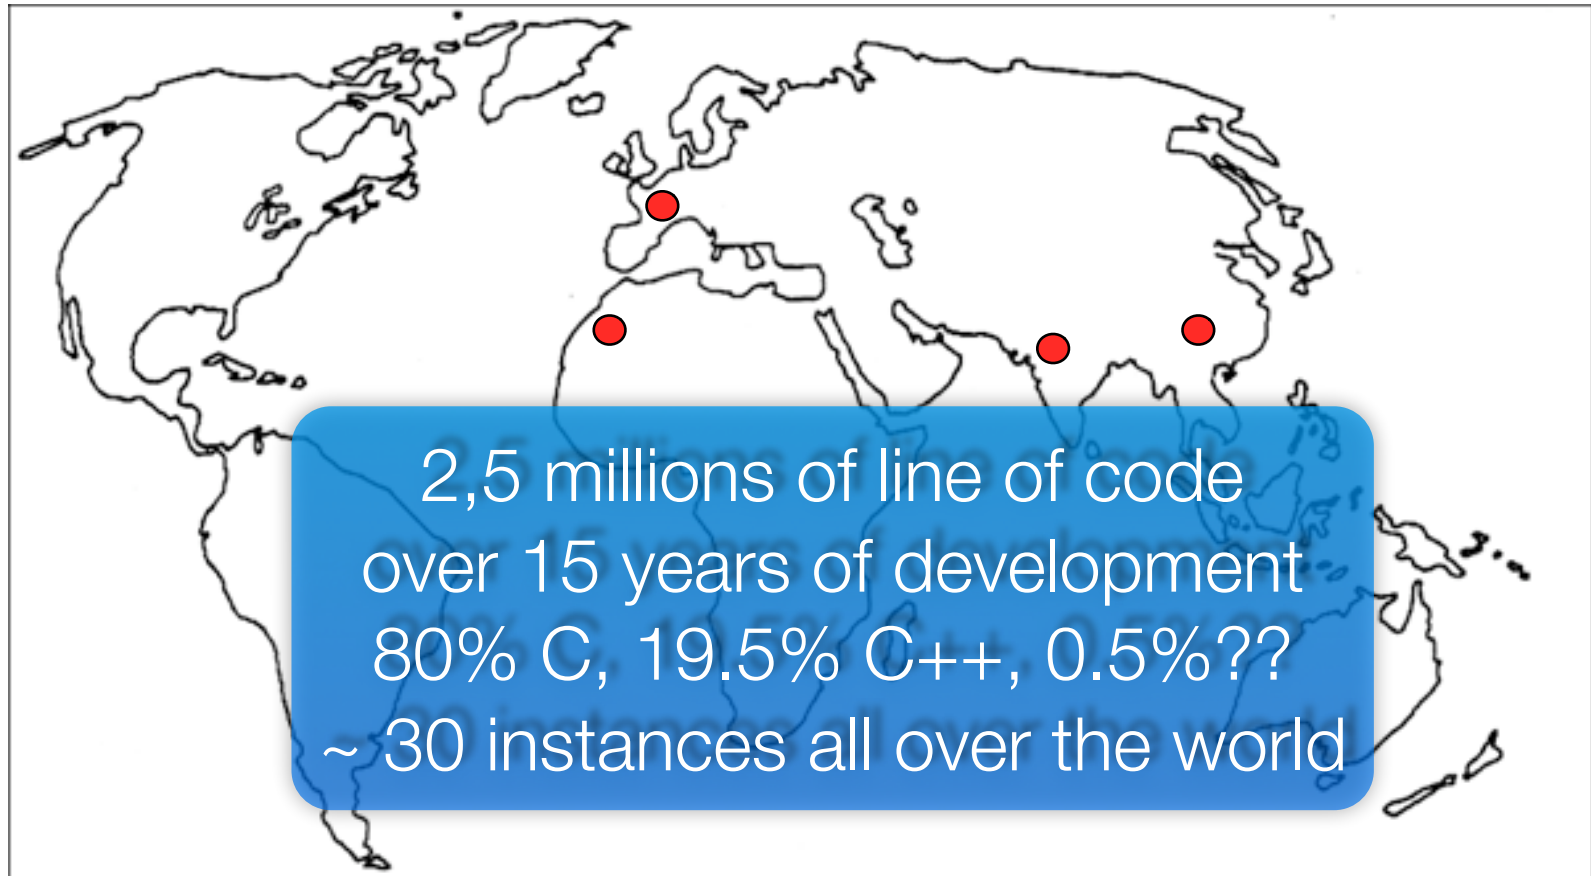 2,5 millions of line of code
over 15 years of development
80% C, 19.5% C++, 0.5%??
~ 30 instances all over the world